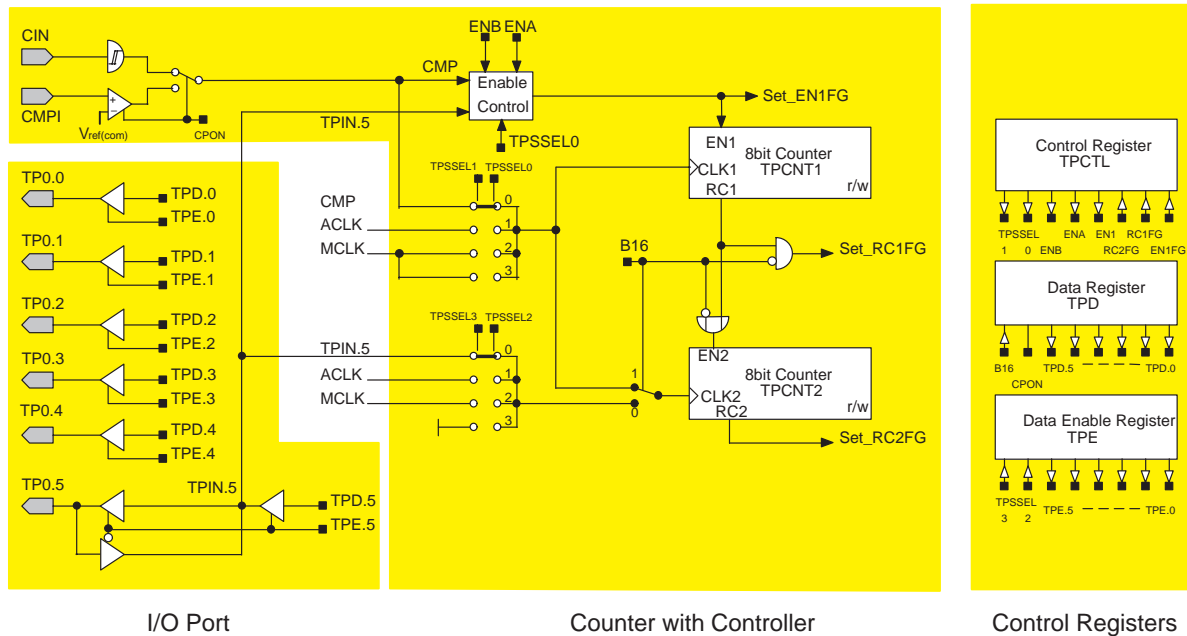 CIN
CMPI
+
−
Vref(com)
CPON
CMP
TPIN.5
ENB ENA
Enable
Control
TPSSEL0
Set_EN1FG
EN1
8bit Counter
TPCNT1
CLK1
RC1
r/w
TP0.0
TPD.0
TPE.0
TP0.1
TPD.1
TPE.1
TP0.2
TPD.2
TPE.2
TP0.3
TPD.3
TPE.3
TP0.4
TPD.4
TPE.4
TP0.5
TPIN.5
TPD.5
TPE.5
TPSSEL1 TPSSEL0
CMP
0
ACLK
1
MCLK
2
3
B16
Set_RC1FG
TPSSEL3 TPSSEL2
TPIN.5
0
ACLK
1
MCLK
2
3
1
0
EN2
8bit Counter
TPCNT2
CLK2
RC2
r/w
Set_RC2FG
Control Register
TPCTL
TPSSEL ENA EN1 RC1FG
1 0 ENB RC2FG EN1FG
Data Register
TPD
B16 TPD.5 TPD.0
CPON
Data Enable Register
TPE
TPSSEL TPE.5 TPE.0
3 2
I/O Port
Counter with Controller
Control Registers